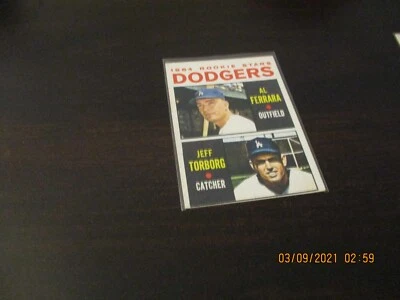 1964 ROOKIE STARS
DODGERS
AL
FERRARA
OUTFIELD
JEFF
TORBORG
CATCHER
03/09/2021 02:59